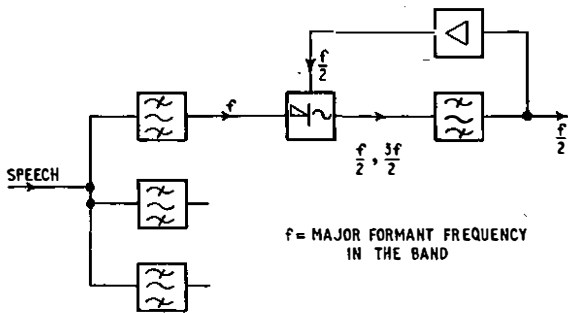 f/2
f
f/2
f/2 , 3f/2
SPEECH
f = MAJOR FORMANT FREQUENCY
IN THE BAND